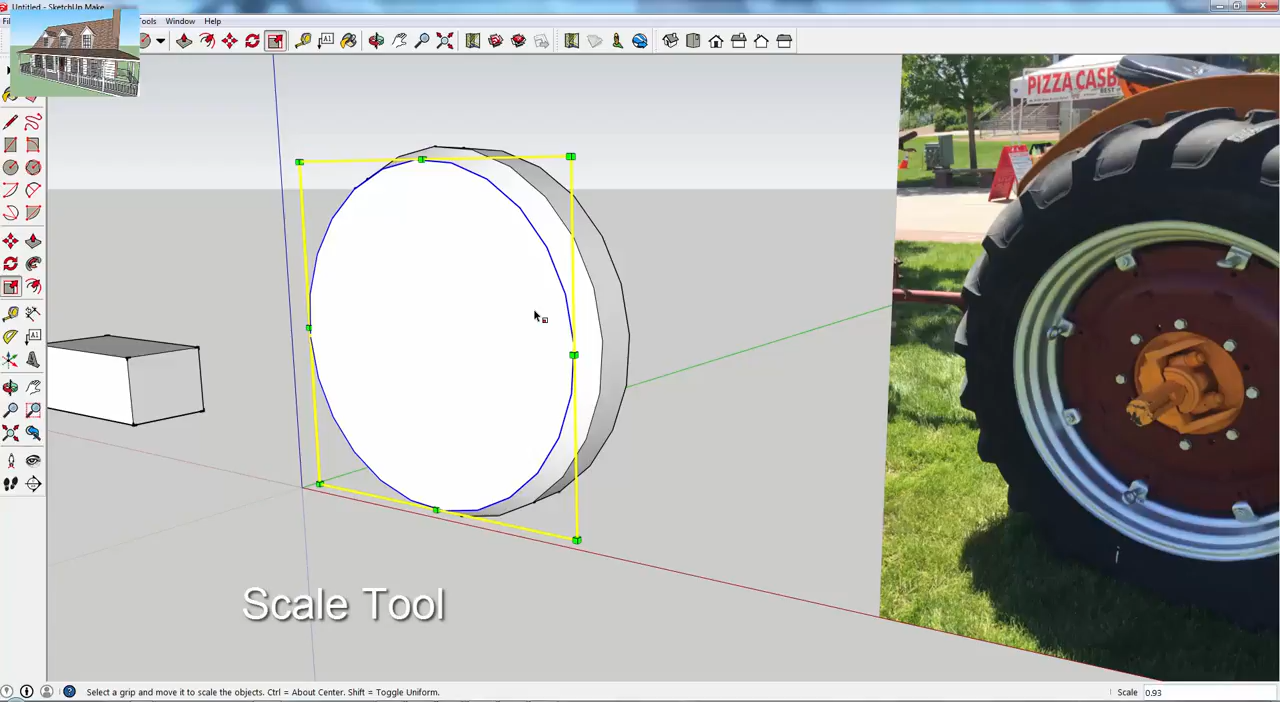 Untitled - SketchUp Make
Tools Window Help
PIZZA CASB
Scale Tool
Select a grip and move it to scale the objects. Ctrl = About Center. Shift = Toggle Uniform.
Scale 0.93